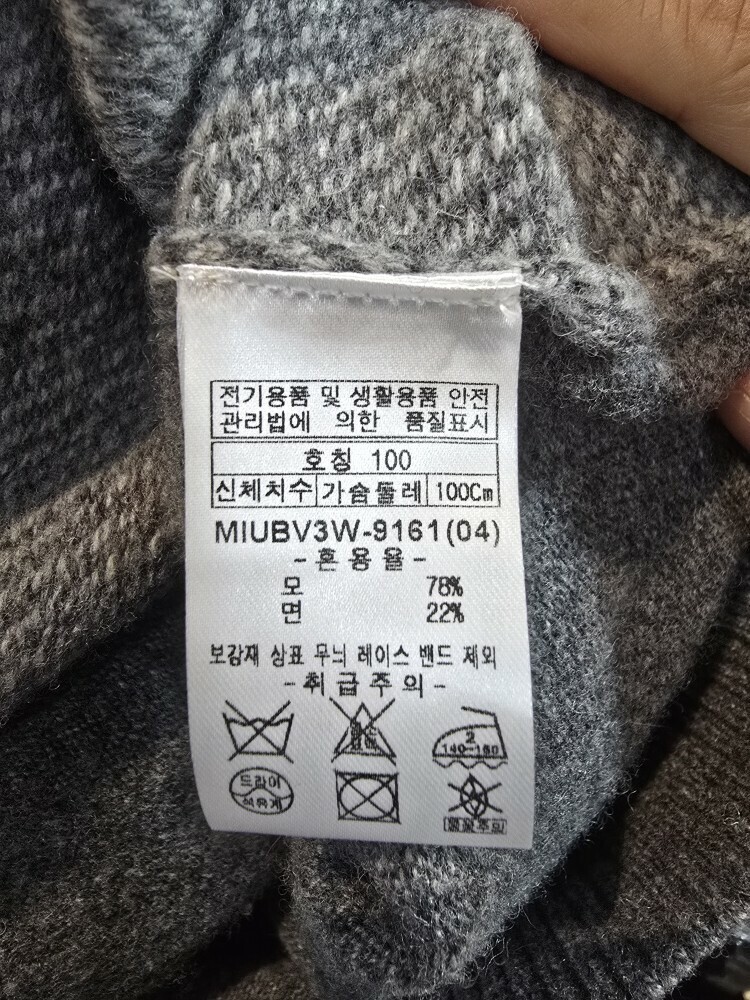 전기용품 및 생활용품 안전
관리법에 의한 품질표시
호칭 100
신체치수 가슴둘레 100Cm
MIUBV3W-9161(04)
-혼용율-
모 78%
면 22%
보강재 상표 무늬 레이스 밴드 제외
-취급주의-
2
140~160
드라이
석유계